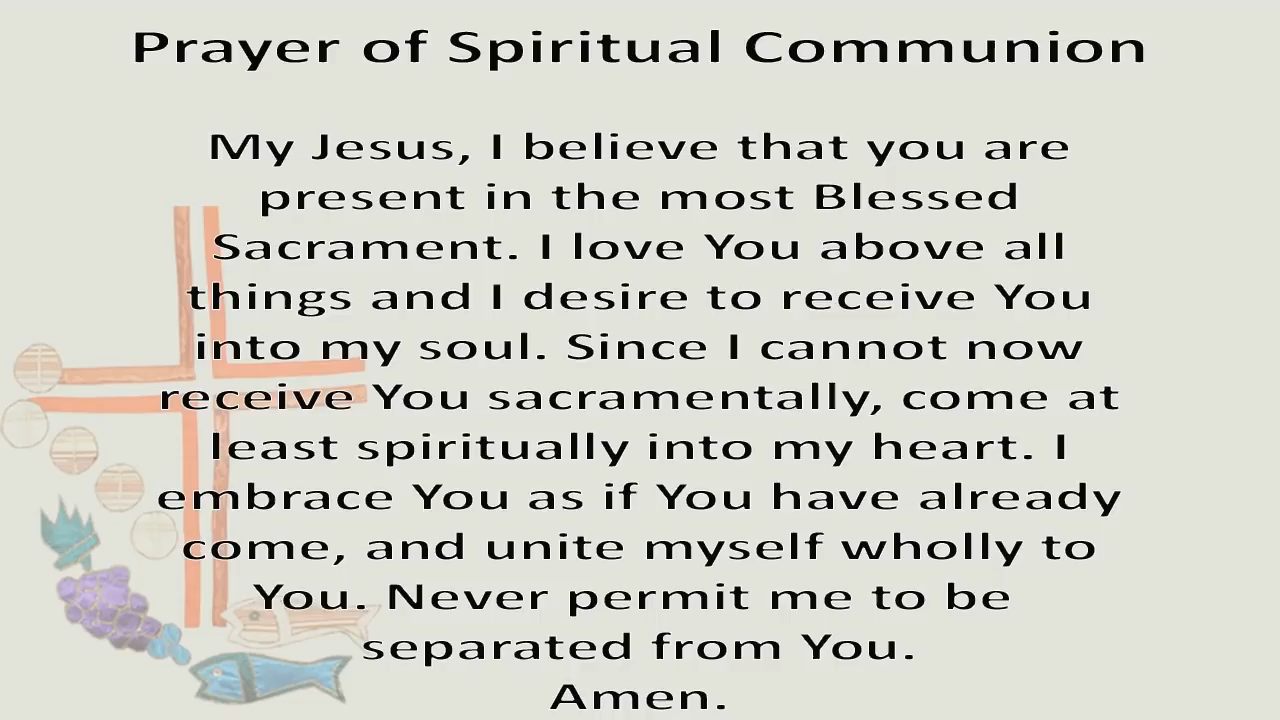 Prayer of Spiritual Communion
My Jesus, I believe that you are
present in the most Blessed
Sacrament. I love You above all
things and I desire to receive You
into my soul. Since I cannot now
receive You sacramentally, come at
least spiritually into my heart. I
embrace You as if You have already
come, and unite myself wholly to
You. Never permit me to be
separated from You.
Amen.